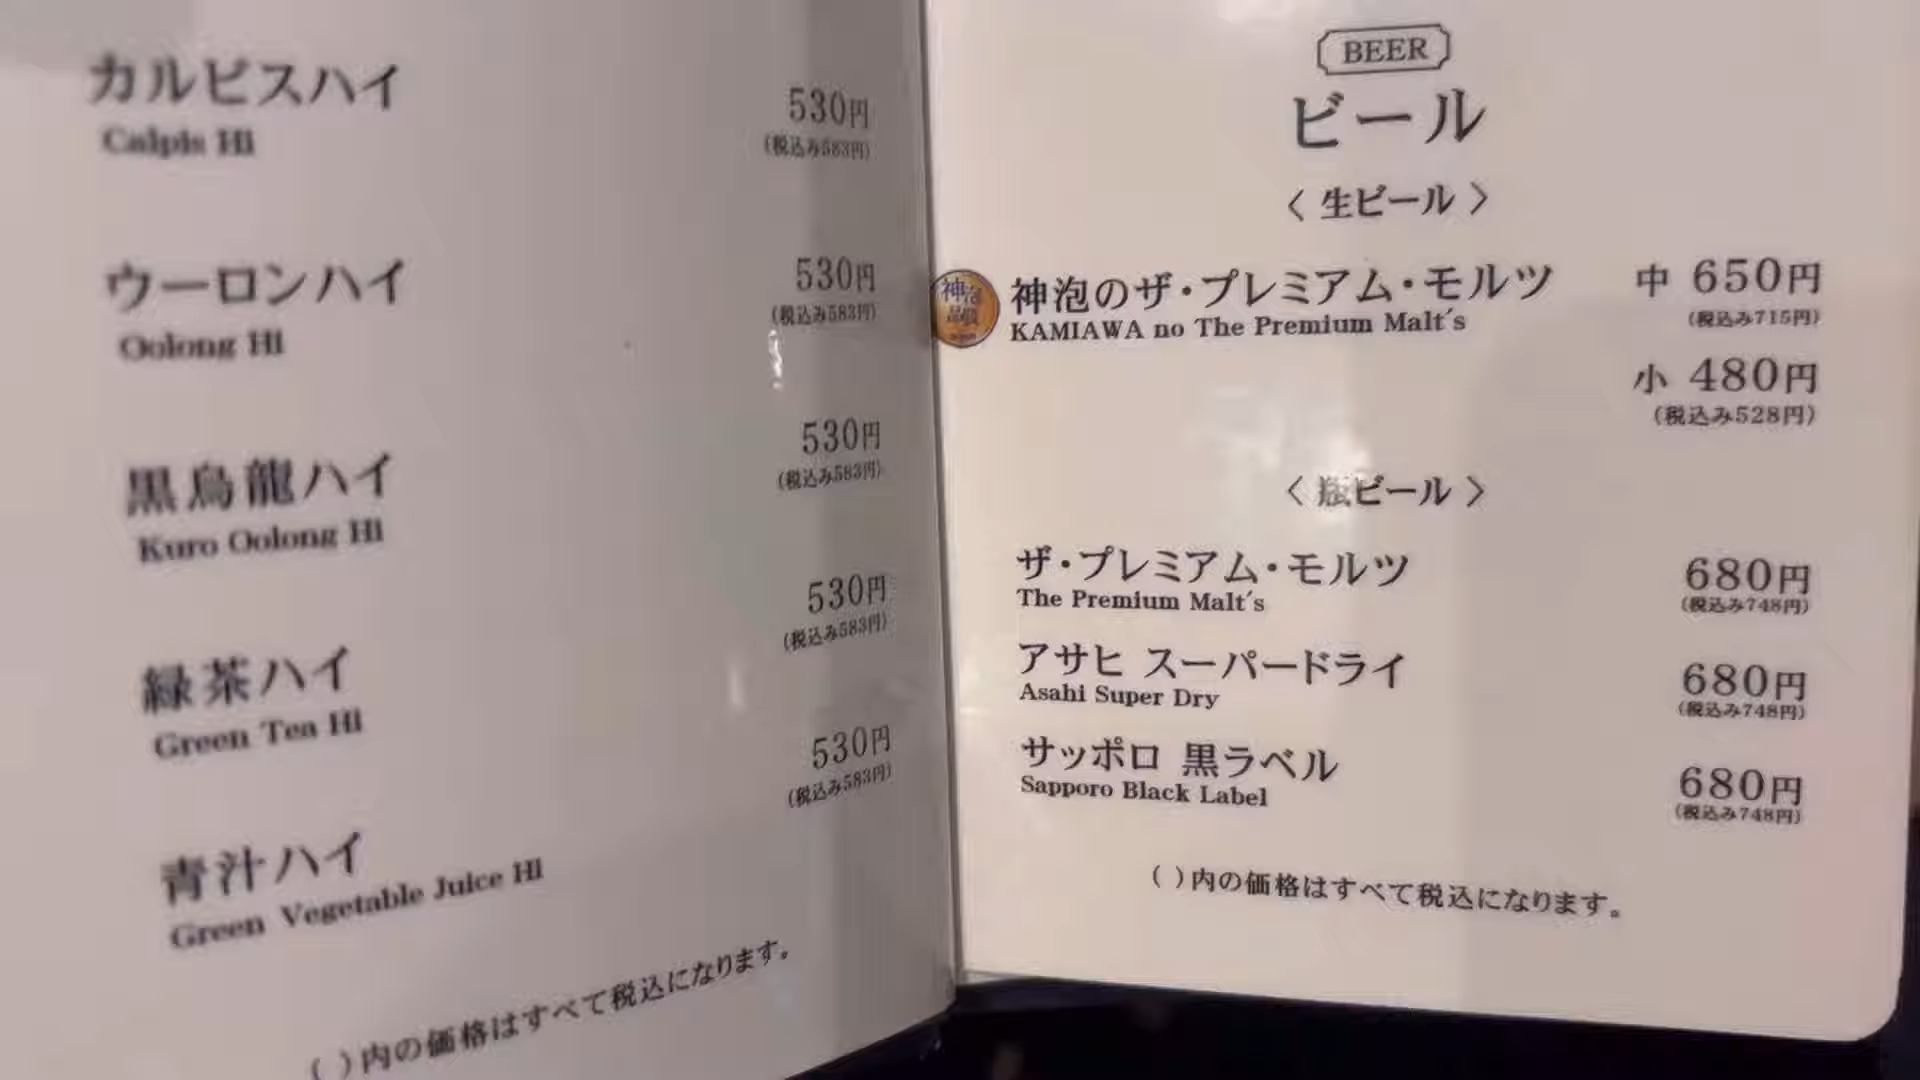 カルピスハイ
Calpis Hi
530円
(税込み583円)
ウーロンハイ
Oolong Hi
530円
(税込み583円)
黒烏龍ハイ
Kuro Oolong Hi
530円
(税込み583円)
緑茶ハイ
Green Tea Hi
530円
(税込み583円)
青汁ハイ
Green Vegetable Juice Hi
530円
(税込み583円)
( )内の価格はすべて税込になります。
BEER
ビール
〈 生ビール 〉
神泡のザ・プレミアム・モルツ
KAMIAWA no The Premium Malt's
中 650円
(税込み715円)
小 480円
(税込み528円)
〈 瓶ビール 〉
ザ・プレミアム・モルツ
The Premium Malt's
680円
(税込み748円)
アサヒ スーパードライ
Asahi Super Dry
680円
(税込み748円)
サッポロ 黒ラベル
Sapporo Black Label
680円
(税込み748円)
( )内の価格はすべて税込になります。